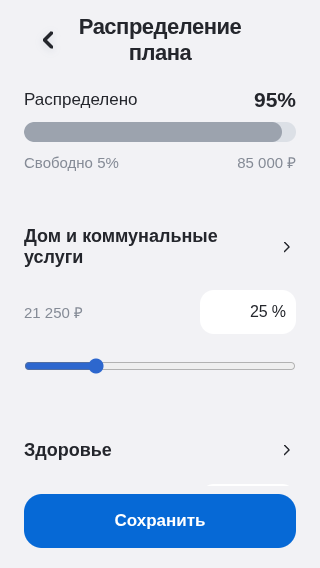 Распределение
плана
Распределено
95%
Свободно 5%
85 000 ₽
Дом и коммунальные
услуги
21 250 ₽
25 %
Здоровье
Сохранить